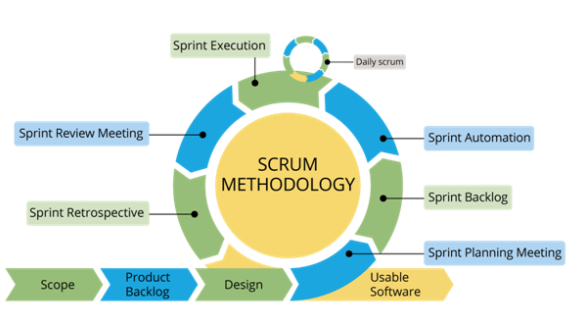 Sprint Execution
Daily scrum
Sprint Review Meeting
Sprint Automation
SCRUM
METHODOLOGY
Sprint Retrospective
Sprint Backlog
Sprint Planning Meeting
Scope
Product
Backlog
Design
Usable
Software